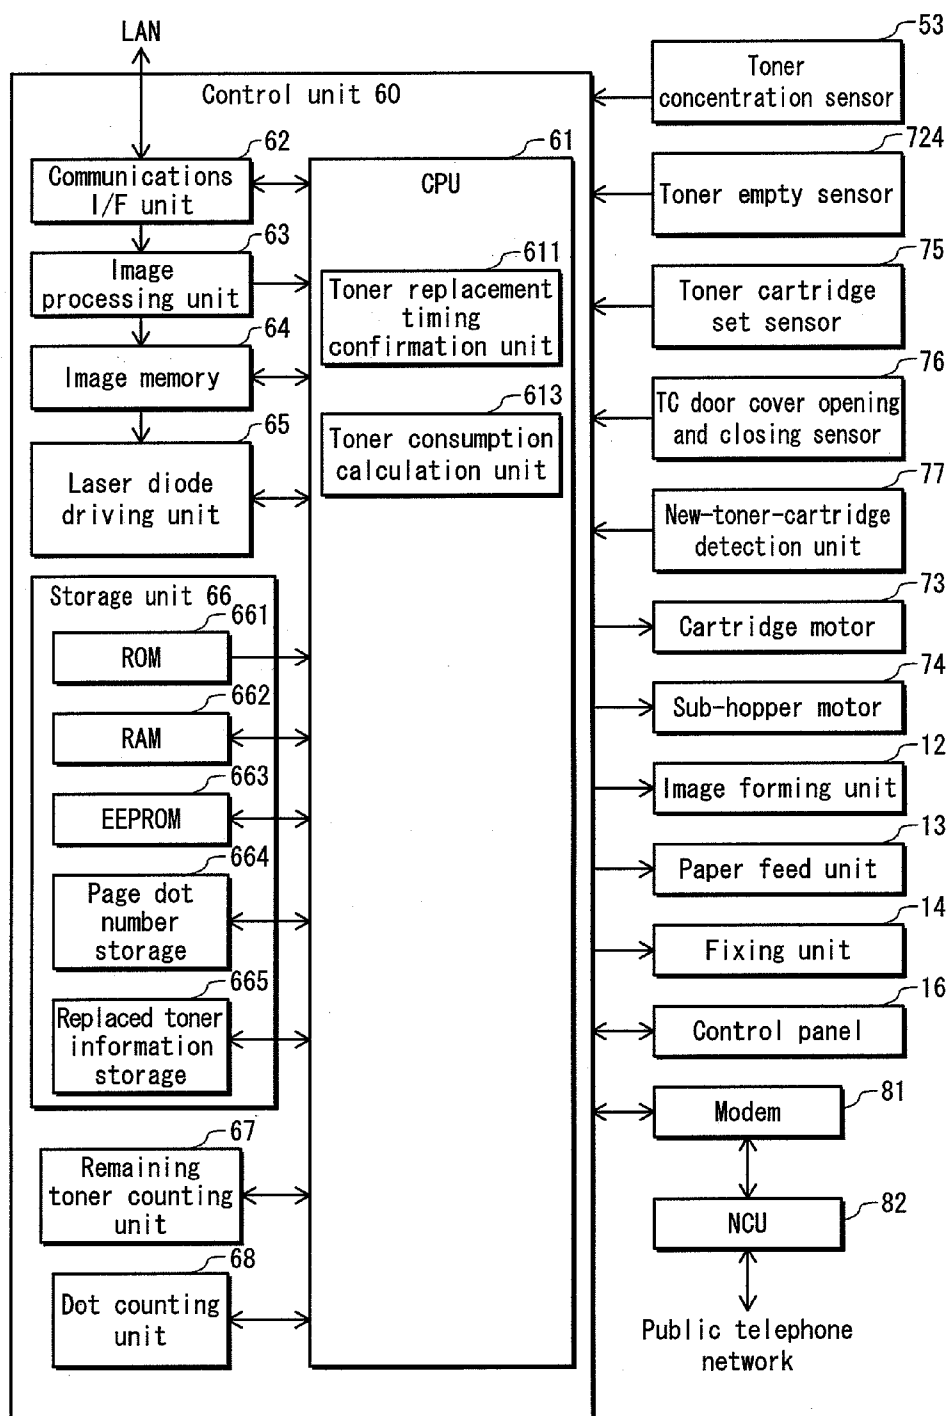 LAN
Control unit 60
62
Communications
I/F unit
63
Image
processing unit
64
Image memory
65
Laser diode
driving unit
Storage unit 66
661
ROM
662
RAM
663
EEPROM
664
Page dot
number
storage
665
Replaced toner
information
storage
67
Remaining
toner counting
unit
68
Dot counting
unit
61
CPU
611
Toner replacement
timing
confirmation unit
613
Toner consumption
calculation unit
53
Toner
concentration sensor
724
Toner empty sensor
75
Toner cartridge
set sensor
76
TC door cover opening
and closing sensor
77
New-toner-cartridge
detection unit
73
Cartridge motor
74
Sub-hopper motor
12
Image forming unit
13
Paper feed unit
14
Fixing unit
16
Control panel
81
Modem
82
NCU
Public telephone
network